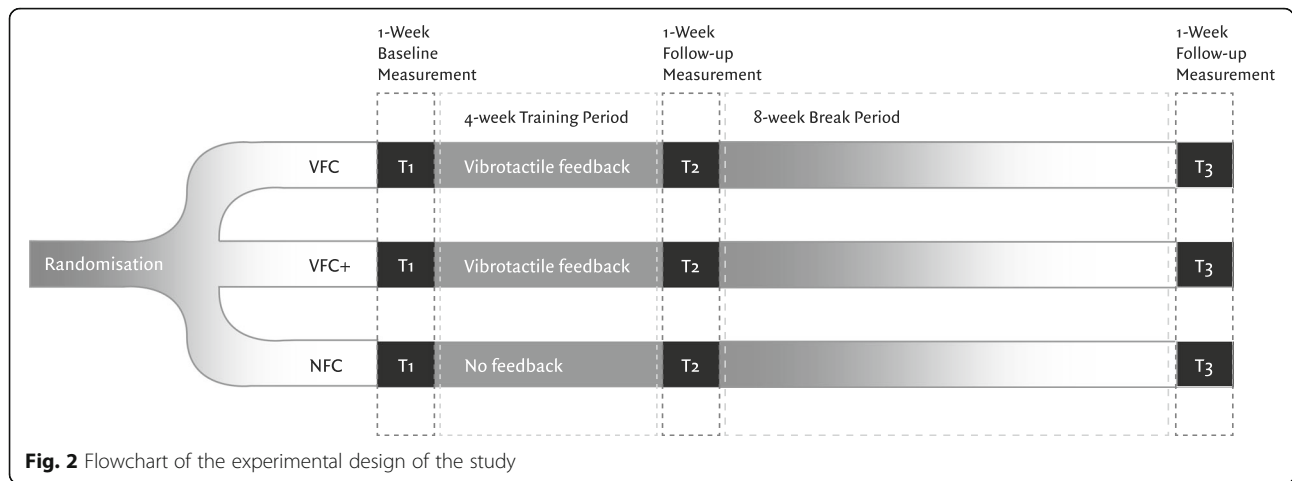 1-Week
Baseline
Measurement
1-Week
Follow-up
Measurement
1-Week
Follow-up
Measurement
4-week Training Period
8-week Break Period
VFC
T1
Vibrotactile feedback
T2
T3
Randomisation
VFC+
T1
Vibrotactile feedback
T2
T3
NFC
T1
No feedback
T2
T3
Fig. 2 Flowchart of the experimental design of the study